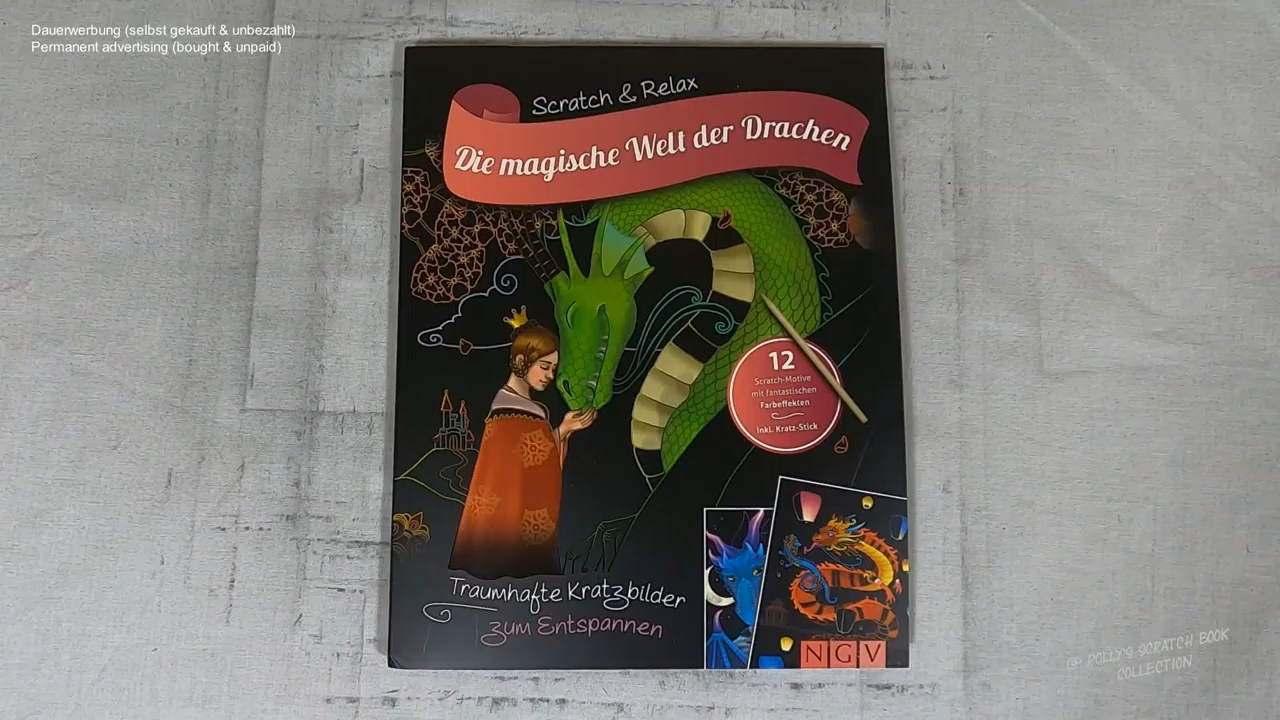 Dauerwerbung (selbst gekauft & unbezahlt)
Permanent advertising (bought & unpaid)
Scratch & Relax
Die magische Welt der Drachen
12
Scratch-Motive
mit fantastischen
Farbeffekten
Inkl. Kratz-Stick
Traumhafte Kratzbilder
zum Entspannen
NGV
@ DOLLY'S SCRATCH BOOK
COLLECTION